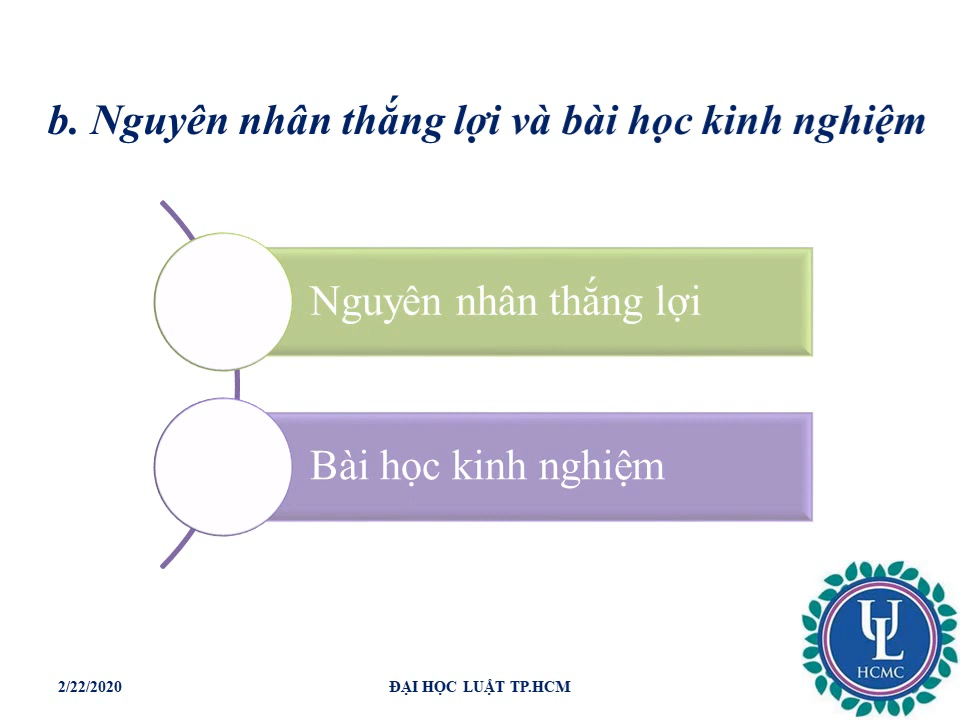 b. Nguyên nhân thắng lợi và bài học kinh nghiệm
Nguyên nhân thắng lợi
Bài học kinh nghiệm
2/22/2020
ĐẠI HỌC LUẬT TP.HCM
UL
HCMC